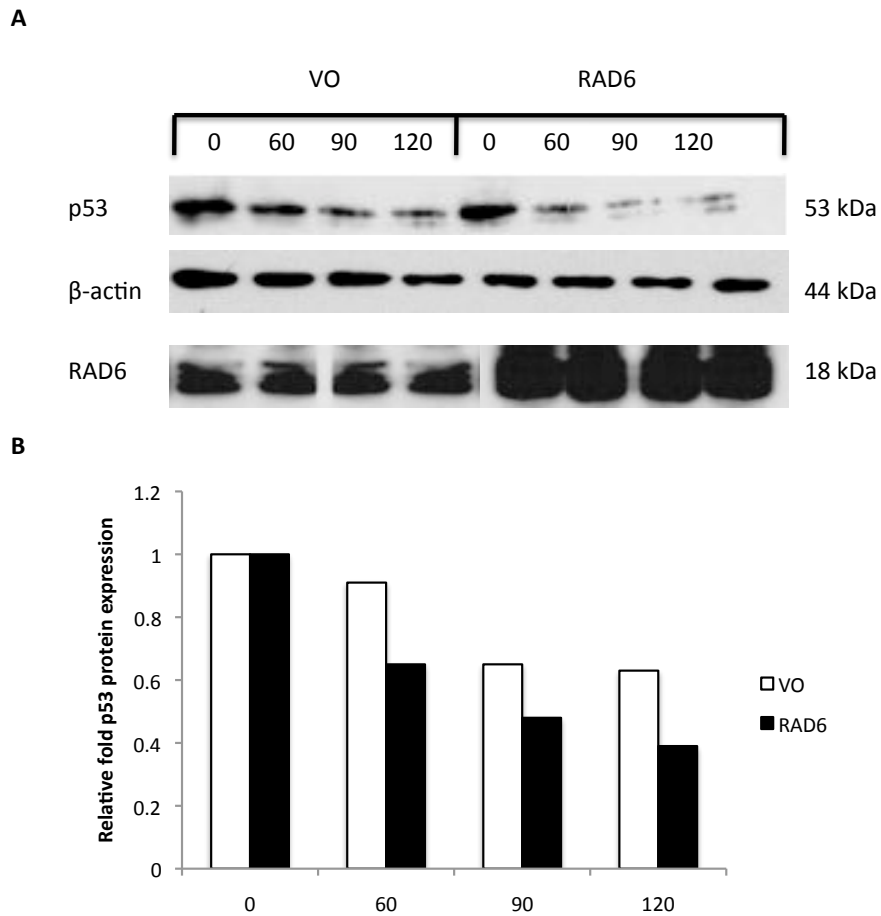 A
VO RAD6
0 60 90 120 0 60 90 120
p53 53 kDa
β-actin 44 kDa
RAD6 18 kDa
B
Relative fold p53 protein expression
1.2
1
0.8
0.6
0.4
0.2
0
0 60 90 120
VO
RAD6